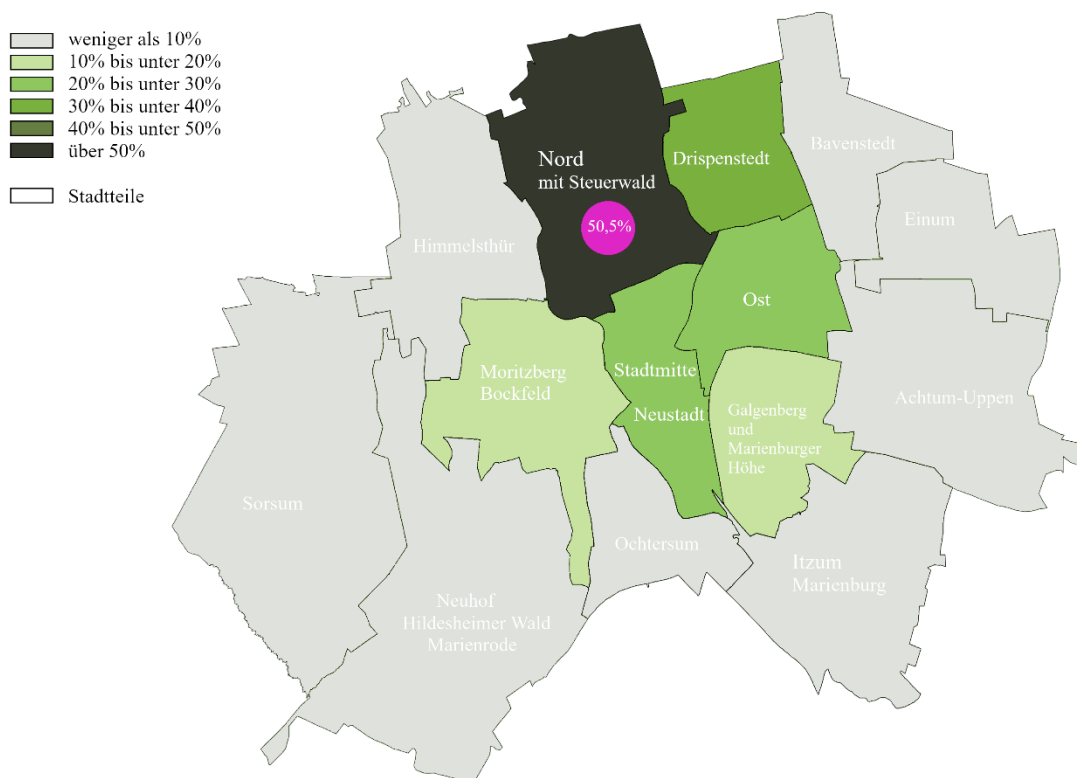 weniger als 10%
10% bis unter 20%
20% bis unter 30%
30% bis unter 40%
40% bis unter 50%
über 50%
Stadtteile
Nord
mit Steuerwald
50,5%
Drispenstedt
Bavenstedt
Einum
Himmelsthür
Ost
Moritzberg
Bockfeld
Stadtmitte
Neustadt
Galgenberg
und
Marienburger
Höhe
Achtum-Uppen
Sorsum
Ochtersum
Itzum
Marienburg
Neuhof
Hildesheimer Wald
Marienrode